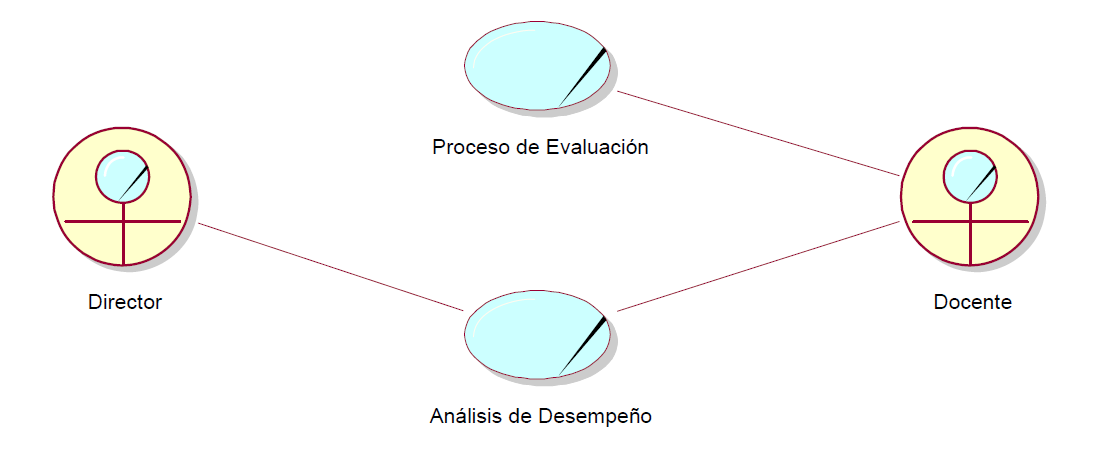 Proceso de Evaluación
Director
Docente
Análisis de Desempeño